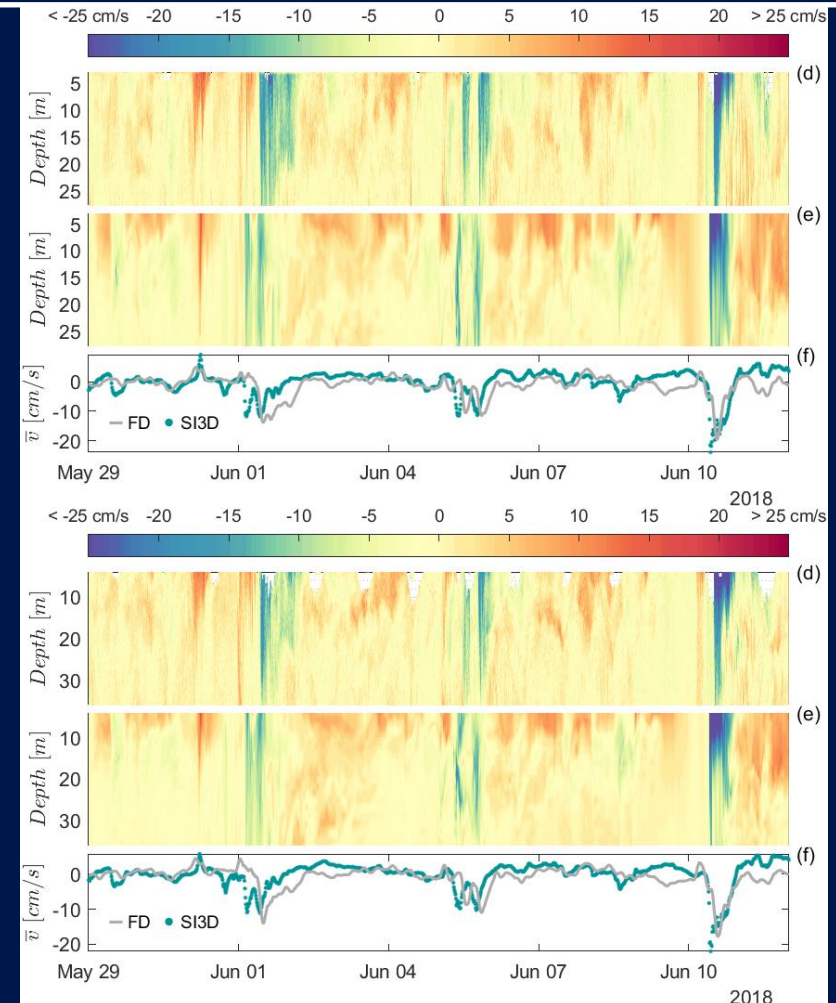 < -25 cm/s -20 -15 -10 -5 0 5 10 15 20 > 25 cm/s
(d)
Depth [m]
5
10
15
20
25
(e)
Depth [m]
5
10
15
20
25
(f)
v̅ [cm/s]
0
-10
-20
FD SI3D
May 29 Jun 01 Jun 04 Jun 07 Jun 10
2018
< -25 cm/s -20 -15 -10 -5 0 5 10 15 20 > 25 cm/s
(d)
Depth [m]
10
20
30
(e)
Depth [m]
10
20
30
(f)
v̅ [cm/s]
0
-10
-20
FD SI3D
May 29 Jun 01 Jun 04 Jun 07 Jun 10
2018